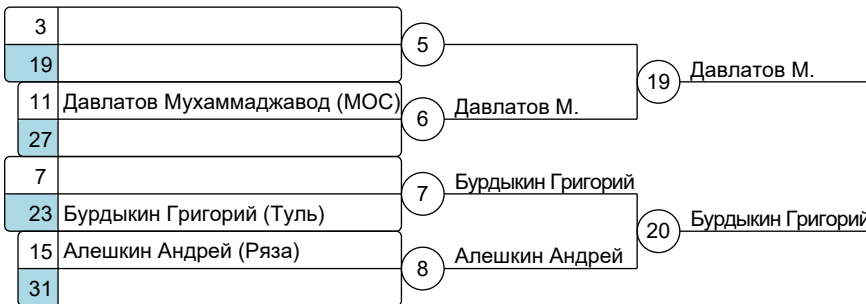 3
5
19
19 Давлатов М.
11 Давлатов Мухаммаджавод (МОС)
6 Давлатов М.
27
7
7 Бурдыкин Григорий
23 Бурдыкин Григорий (Туль)
20 Бурдыкин Григорий
15 Алешкин Андрей (Ряза)
8 Алешкин Андрей
31